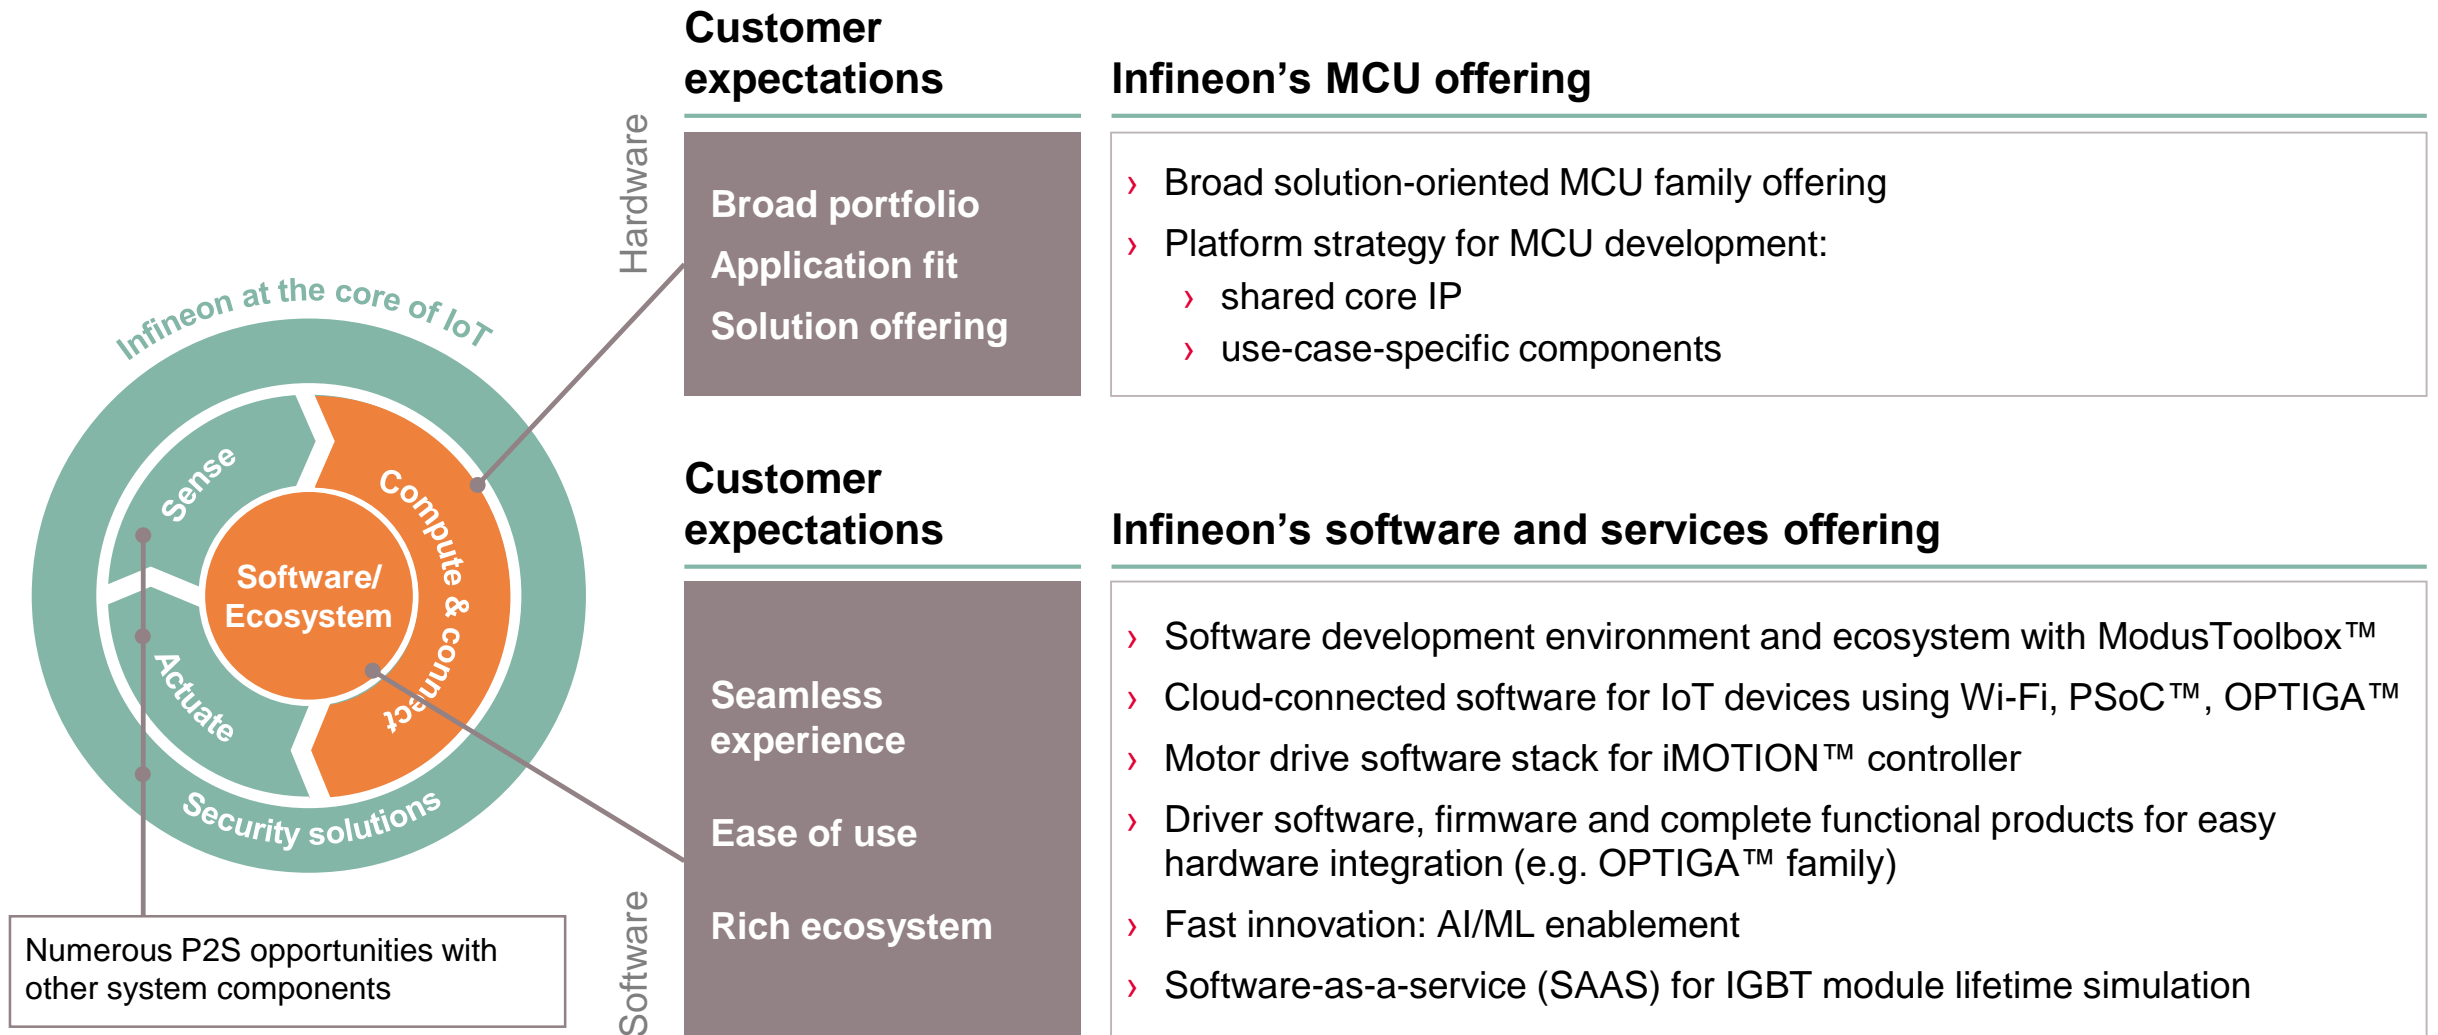 Customer
expectations
Infineon’s MCU offering
Hardware
Broad portfolio
Application fit
Solution offering
› Broad solution-oriented MCU family offering
› Platform strategy for MCU development:
› shared core IP
› use-case-specific components
Infineon at the core of IoT
Sense
Compute & connect
Software/
Ecosystem
Actuate
Security solutions
Numerous P2S opportunities with
other system components
Customer
expectations
Infineon’s software and services offering
Software
Seamless
experience
Ease of use
Rich ecosystem
› Software development environment and ecosystem with ModusToolbox™
› Cloud-connected software for IoT devices using Wi-Fi, PSoC™, OPTIGA™
› Motor drive software stack for iMOTION™ controller
› Driver software, firmware and complete functional products for easy
hardware integration (e.g. OPTIGA™ family)
› Fast innovation: AI/ML enablement
› Software-as-a-service (SAAS) for IGBT module lifetime simulation